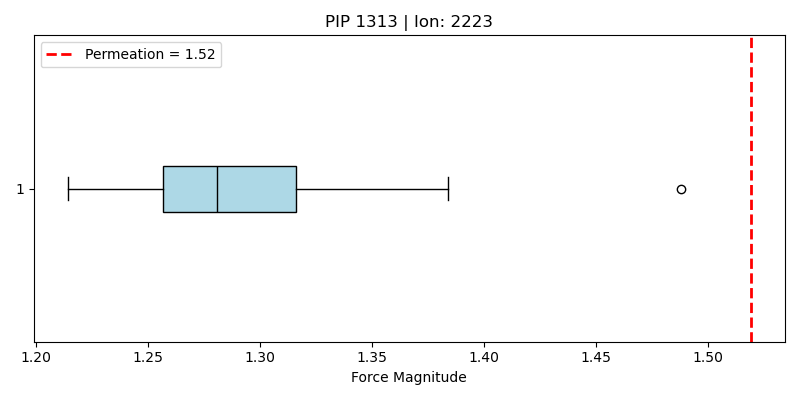 PIP 1313 | Ion: 2223
Permeation = 1.52
1
1.20 1.25 1.30 1.35 1.40 1.45 1.50
Force Magnitude